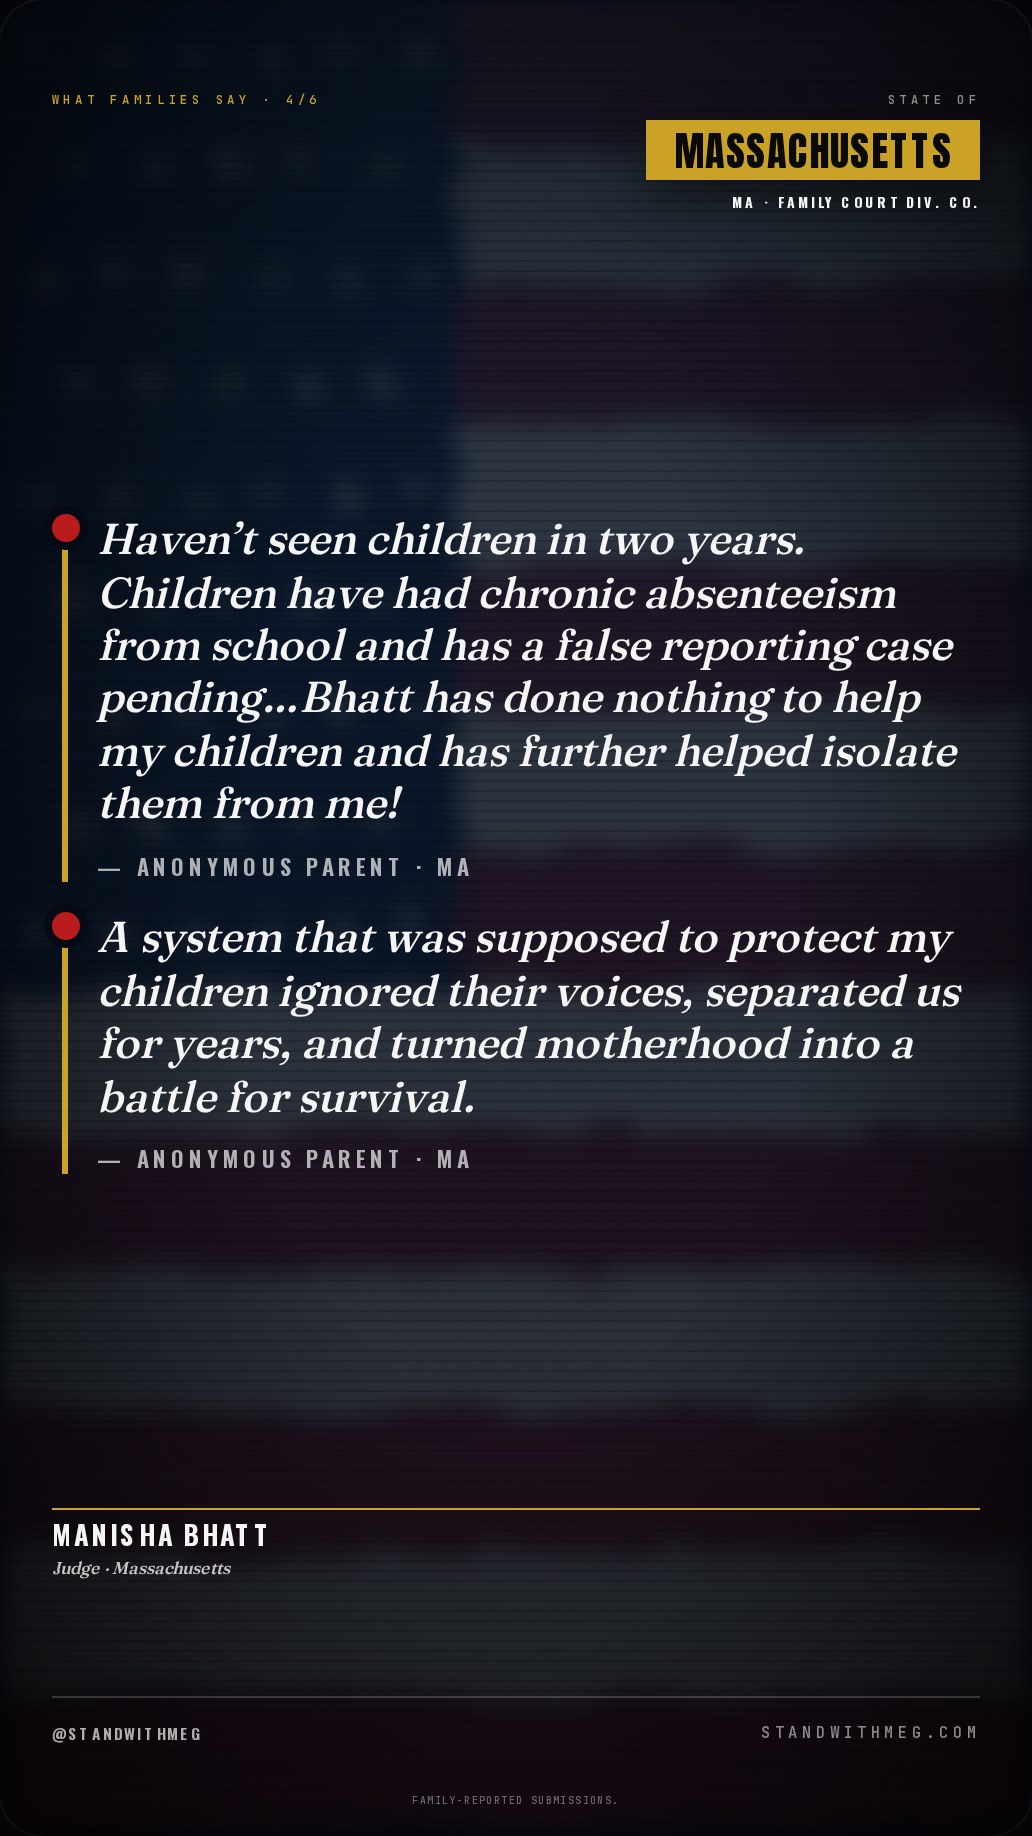 WHAT FAMILIES SAY · 4/6
STATE OF
MASSACHUSETTS
MA · FAMILY COURT DIV. CO.
Haven’t seen children in two years.
Children have had chronic absenteeism
from school and has a false reporting case
pending...Bhatt has done nothing to help
my children and has further helped isolate
them from me!
— ANONYMOUS PARENT · MA
A system that was supposed to protect my
children ignored their voices, separated us
for years, and turned motherhood into a
battle for survival.
— ANONYMOUS PARENT · MA
MANISHA BHATT
Judge · Massachusetts
@STANDWITHMEG
STANDWITHMEG.COM
FAMILY-REPORTED SUBMISSIONS.